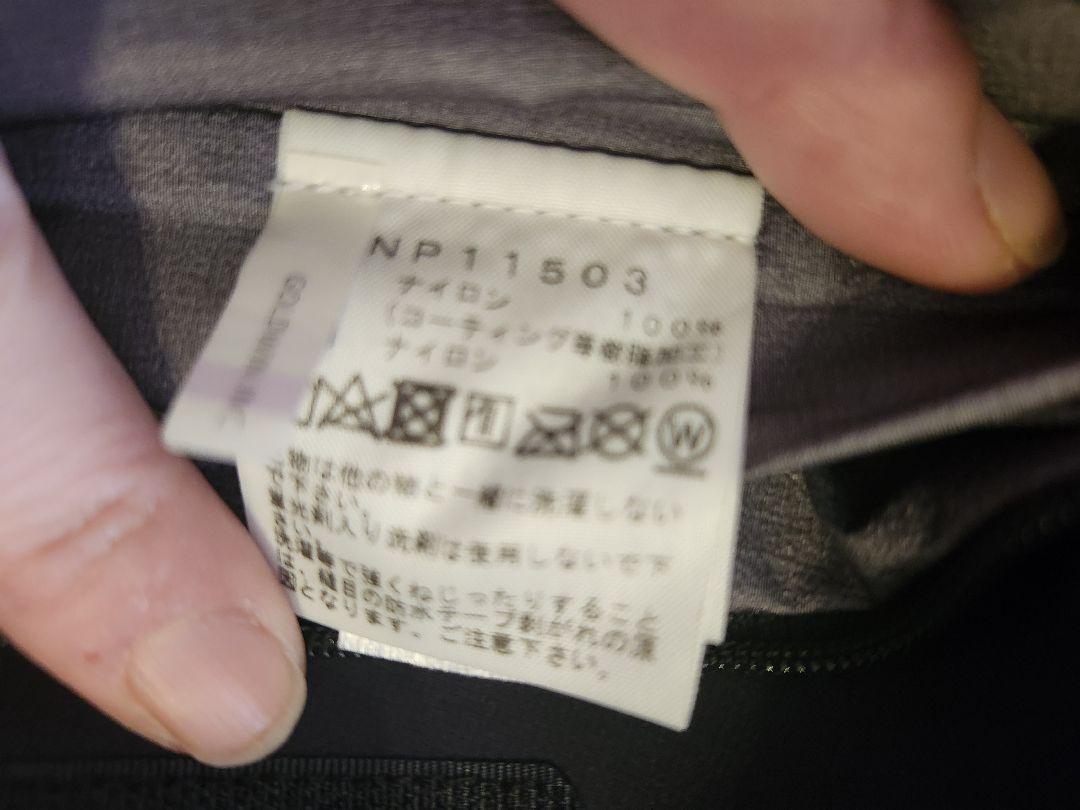 NP11503
ナイロン 100%
(コーティング等樹脂加工)
ナイロン 100%
W
物は他の物と一緒に洗濯しない
下さい。
光剤入り洗剤は使用しないで下
で強くねじったりすること
縫目の防水テープ剥がれの原
となります。ご注意下さい。
GOLDWIN INC